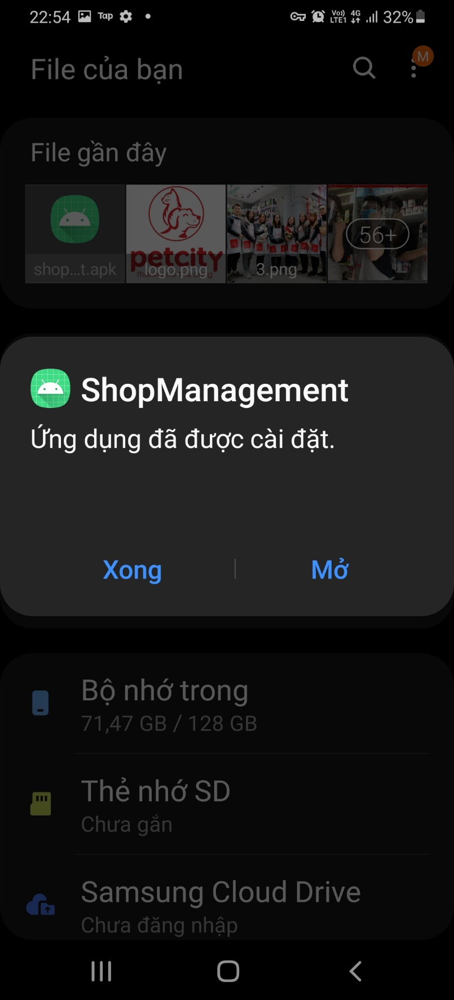 22:54 Tap Vo)) LTE1 4G 32%
File của bạn
M
File gần đây
shop...t.apk
petcity
logo.png
3.png
56+
ShopManagement
Ứng dụng đã được cài đặt.
Xong
Mở
Bộ nhớ trong
71,47 GB / 128 GB
Thẻ nhớ SD
Chưa gắn
Samsung Cloud Drive
Chưa đăng nhập